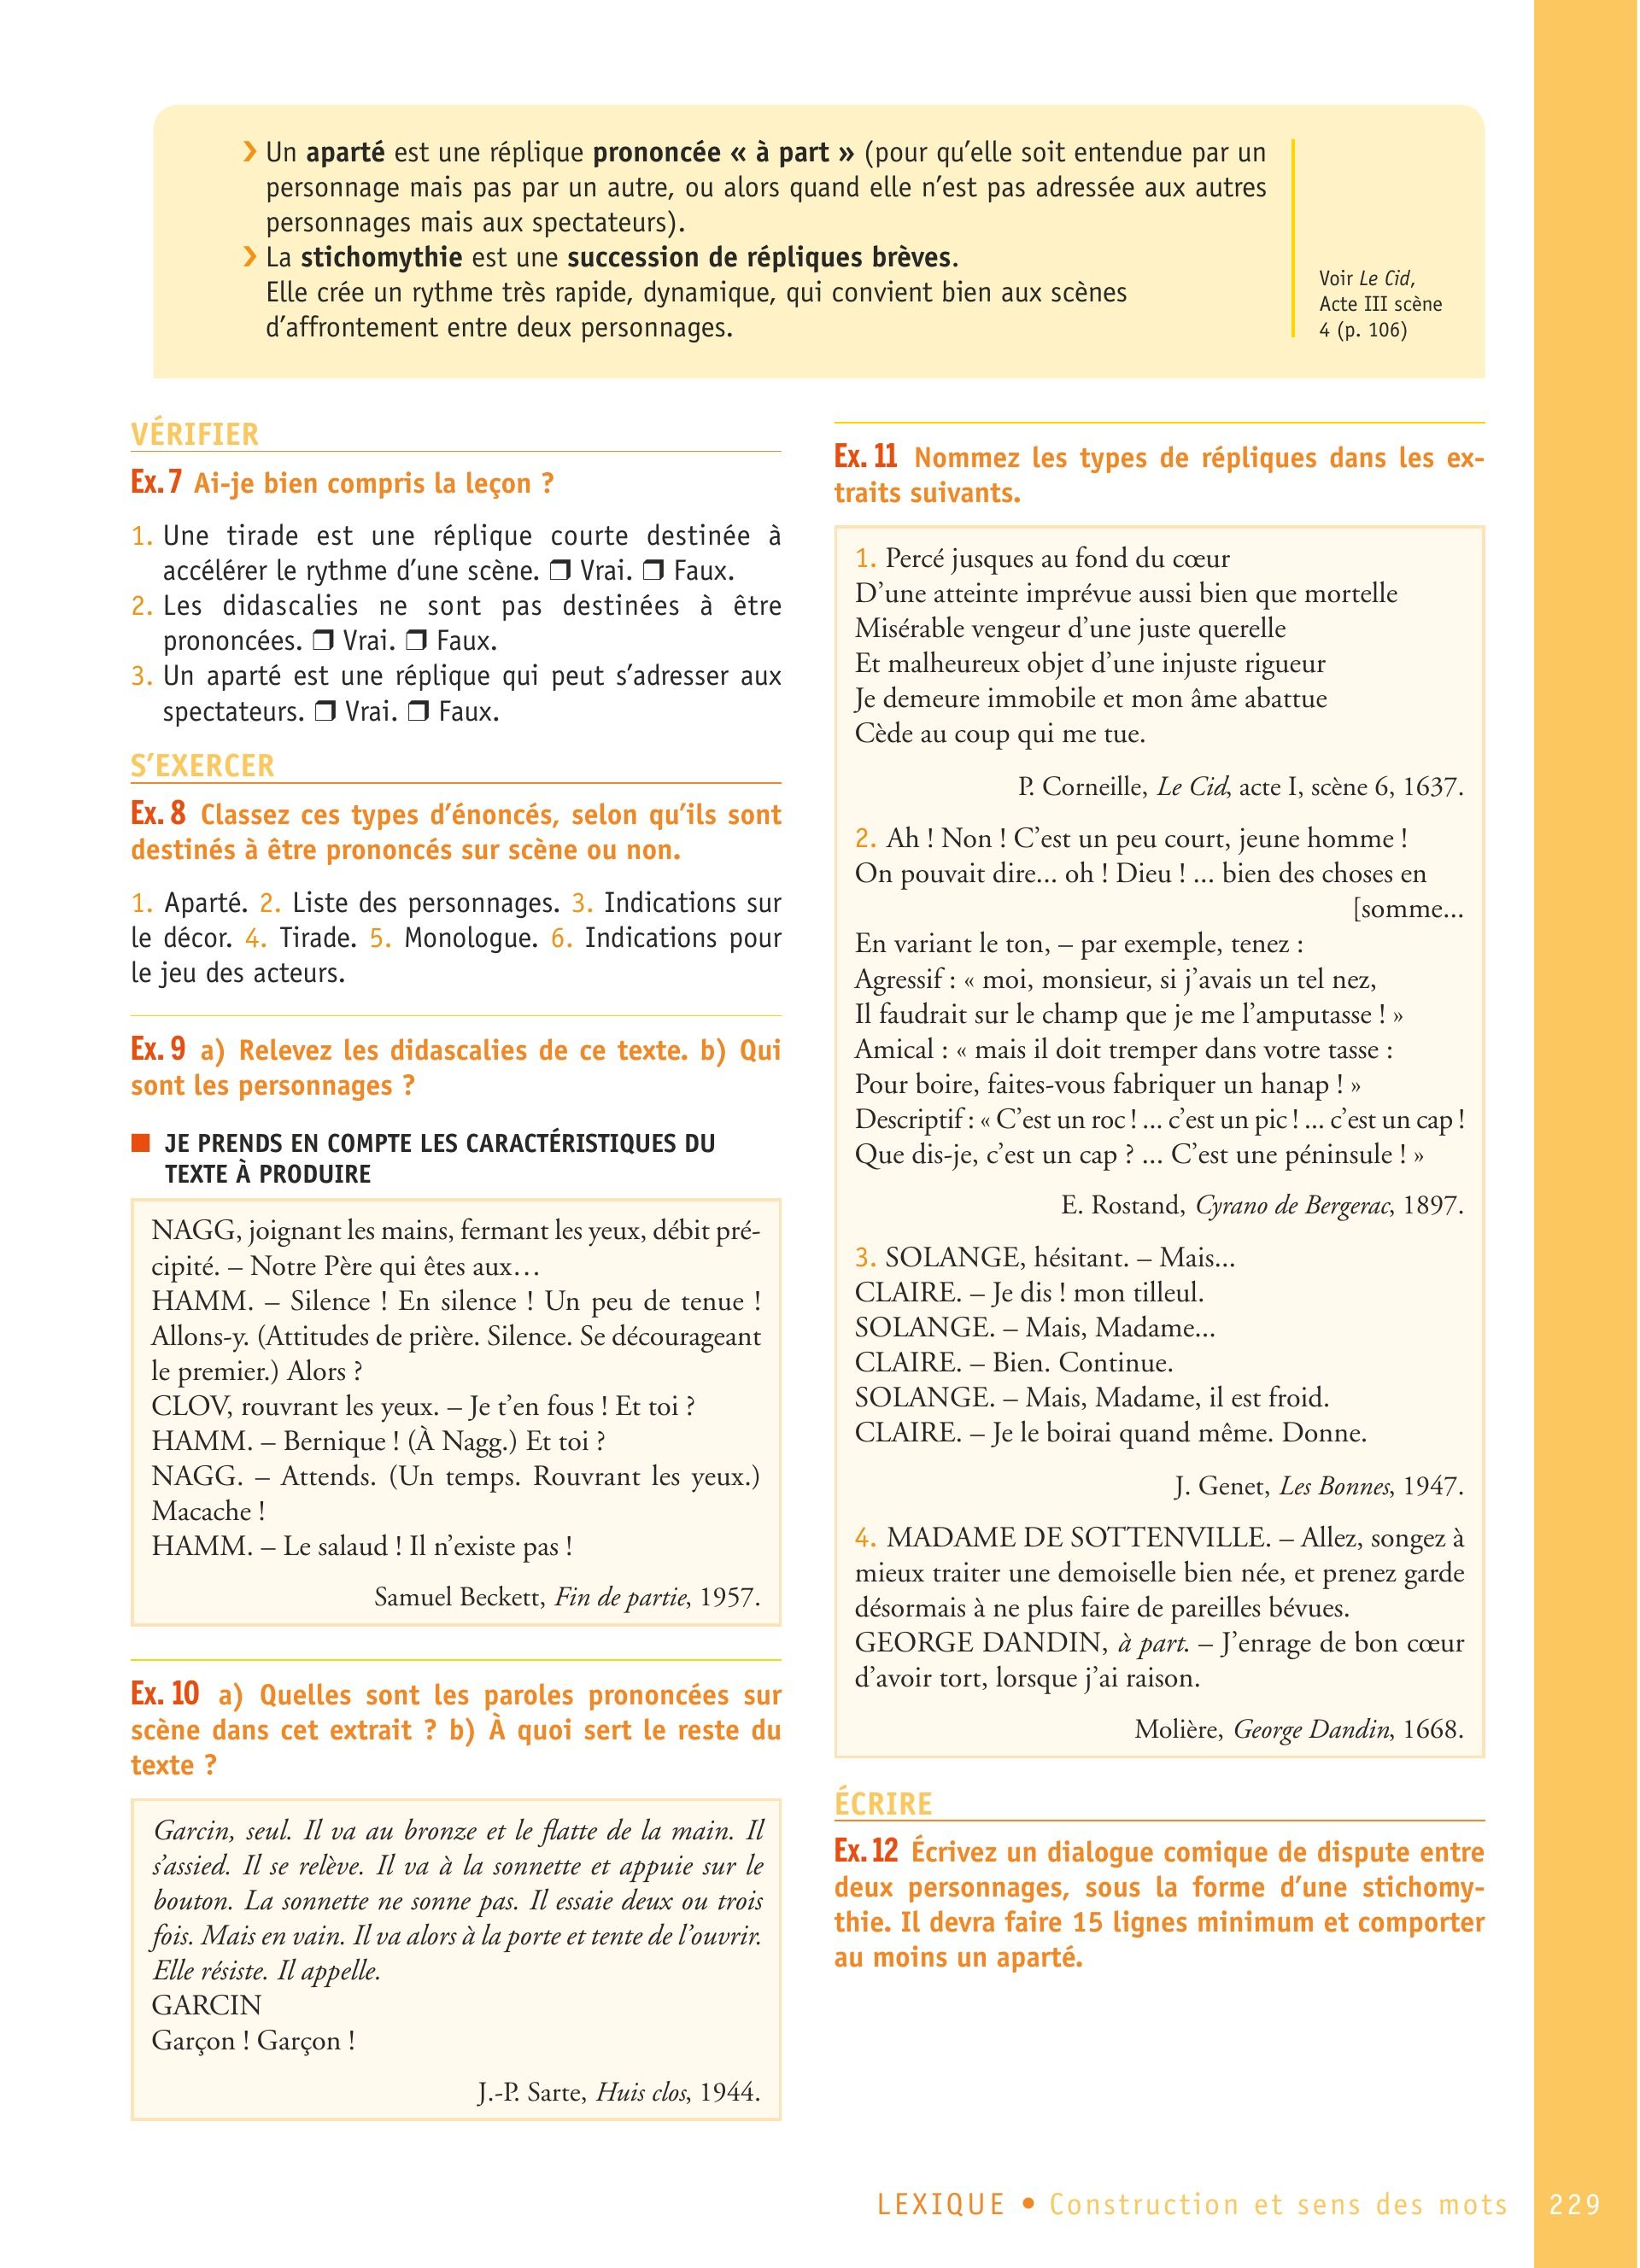 ❯ Un aparté est une réplique prononcée « à part » (pour qu’elle soit entendue par un
personnage mais pas par un autre, ou alors quand elle n’est pas adressée aux autres
personnages mais aux spectateurs).
❯ La stichomythie est une succession de répliques brèves.
Elle crée un rythme très rapide, dynamique, qui convient bien aux scènes
d’affrontement entre deux personnages.
Voir Le Cid,
Acte III scène
4 (p. 106)
VÉRIFIER
Ex. 7 Ai-je bien compris la leçon ?
1. Une tirade est une réplique courte destinée à
accélérer le rythme d’une scène. ❒ Vrai. ❒ Faux.
2. Les didascalies ne sont pas destinées à être
prononcées. ❒ Vrai. ❒ Faux.
3. Un aparté est une réplique qui peut s’adresser aux
spectateurs. ❒ Vrai. ❒ Faux.
S’EXERCER
Ex. 8 Classez ces types d’énoncés, selon qu’ils sont
destinés à être prononcés sur scène ou non.
1. Aparté. 2. Liste des personnages. 3. Indications sur
le décor. 4. Tirade. 5. Monologue. 6. Indications pour
le jeu des acteurs.
Ex. 9 a) Relevez les didascalies de ce texte. b) Qui
sont les personnages ?
■ JE PRENDS EN COMPTE LES CARACTÉRISTIQUES DU
TEXTE À PRODUIRE
NAGG, joignant les mains, fermant les yeux, débit pré-
cipité. – Notre Père qui êtes aux…
HAMM. – Silence ! En silence ! Un peu de tenue !
Allons-y. (Attitudes de prière. Silence. Se décourageant
le premier.) Alors ?
CLOV, rouvrant les yeux. – Je t’en fous ! Et toi ?
HAMM. – Bernique ! (À Nagg.) Et toi ?
NAGG. – Attends. (Un temps. Rouvrant les yeux.)
Macache !
HAMM. – Le salaud ! Il n’existe pas !
Samuel Beckett, Fin de partie, 1957.
Ex. 10 a) Quelles sont les paroles prononcées sur
scène dans cet extrait ? b) À quoi sert le reste du
texte ?
Garcin, seul. Il va au bronze et le flatte de la main. Il
s’assied. Il se relève. Il va à la sonnette et appuie sur le
bouton. La sonnette ne sonne pas. Il essaie deux ou trois
fois. Mais en vain. Il va alors à la porte et tente de l’ouvrir.
Elle résiste. Il appelle.
GARCIN
Garçon ! Garçon !
J.-P. Sarte, Huis clos, 1944.
Ex. 11 Nommez les types de répliques dans les ex-
traits suivants.
1. Percé jusques au fond du cœur
D’une atteinte imprévue aussi bien que mortelle
Misérable vengeur d’une juste querelle
Et malheureux objet d’une injuste rigueur
Je demeure immobile et mon âme abattue
Cède au coup qui me tue.
P. Corneille, Le Cid, acte I, scène 6, 1637.
2. Ah ! Non ! C’est un peu court, jeune homme !
On pouvait dire... oh ! Dieu ! ... bien des choses en
[somme...
En variant le ton, – par exemple, tenez :
Agressif : « moi, monsieur, si j’avais un tel nez,
Il faudrait sur le champ que je me l’amputasse ! »
Amical : « mais il doit tremper dans votre tasse :
Pour boire, faites-vous fabriquer un hanap ! »
Descriptif : « C’est un roc ! ... c’est un pic ! ... c’est un cap !
Que dis-je, c’est un cap ? ... C’est une péninsule ! »
E. Rostand, Cyrano de Bergerac, 1897.
3. SOLANGE, hésitant. – Mais...
CLAIRE. – Je dis ! mon tilleul.
SOLANGE. – Mais, Madame...
CLAIRE. – Bien. Continue.
SOLANGE. – Mais, Madame, il est froid.
CLAIRE. – Je le boirai quand même. Donne.
J. Genet, Les Bonnes, 1947.
4. MADAME DE SOTTENVILLE. – Allez, songez à
mieux traiter une demoiselle bien née, et prenez garde
désormais à ne plus faire de pareilles bévues.
GEORGE DANDIN, à part. – J’enrage de bon cœur
d’avoir tort, lorsque j’ai raison.
Molière, George Dandin, 1668.
ÉCRIRE
Ex. 12 Écrivez un dialogue comique de dispute entre
deux personnages, sous la forme d’une stichomy-
thie. Il devra faire 15 lignes minimum et comporter
au moins un aparté.
LEXIQUE • Construction et sens des mots 229